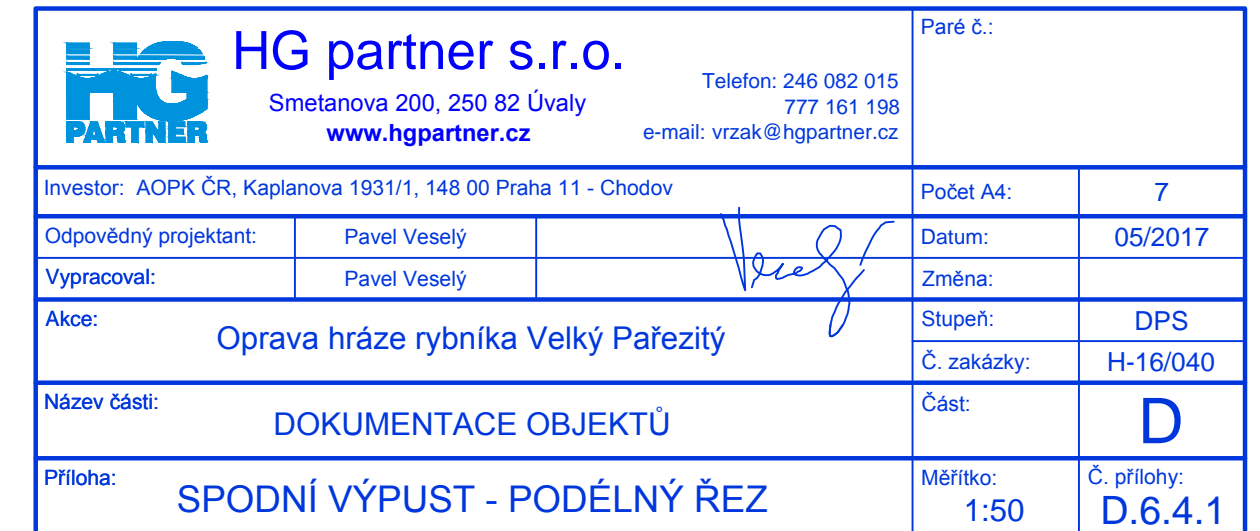 HG
PARTNER
HG partner s.r.o.
Smetanova 200, 250 82 Úvaly
www.hgpartner.cz
Telefon: 246 082 015
777 161 198
e-mail: vrzak@hgpartner.cz
Paré č.:
Investor: AOPK ČR, Kaplanova 1931/1, 148 00 Praha 11 - Chodov
Počet A4: 7
Odpovědný projektant: Pavel Veselý
Datum: 05/2017
Vypracoval: Pavel Veselý
Změna:
Akce: Oprava hráze rybníka Velký Pařezitý
Stupeň: DPS
Č. zakázky: H-16/040
Název části: DOKUMENTACE OBJEKTŮ
Část: D
Příloha: SPODNÍ VÝPUST - PODÉLNÝ ŘEZ
Měřítko: 1:50
Č. přílohy: D.6.4.1